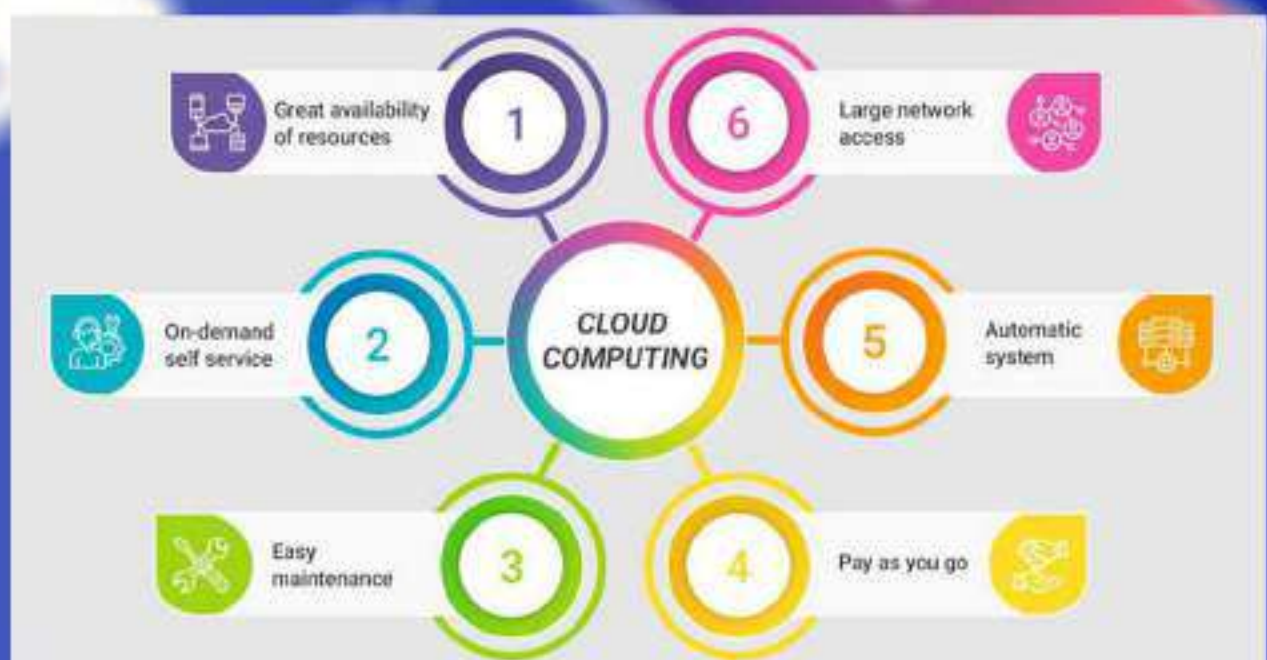 1
Great availability
of resources
2
On-demand
self service
3
Easy
maintenance
CLOUD
COMPUTING
4
Pay as you go
5
Automatic
system
6
Large network
access